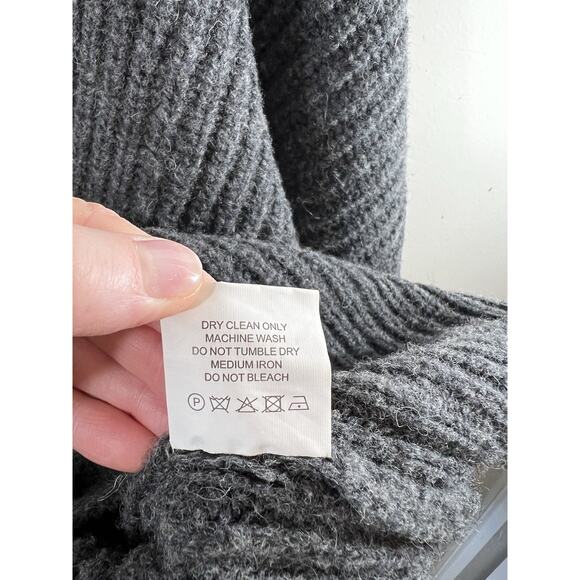 DRY CLEAN ONLY
MACHINE WASH
DO NOT TUMBLE DRY
MEDIUM IRON
DO NOT BLEACH
P